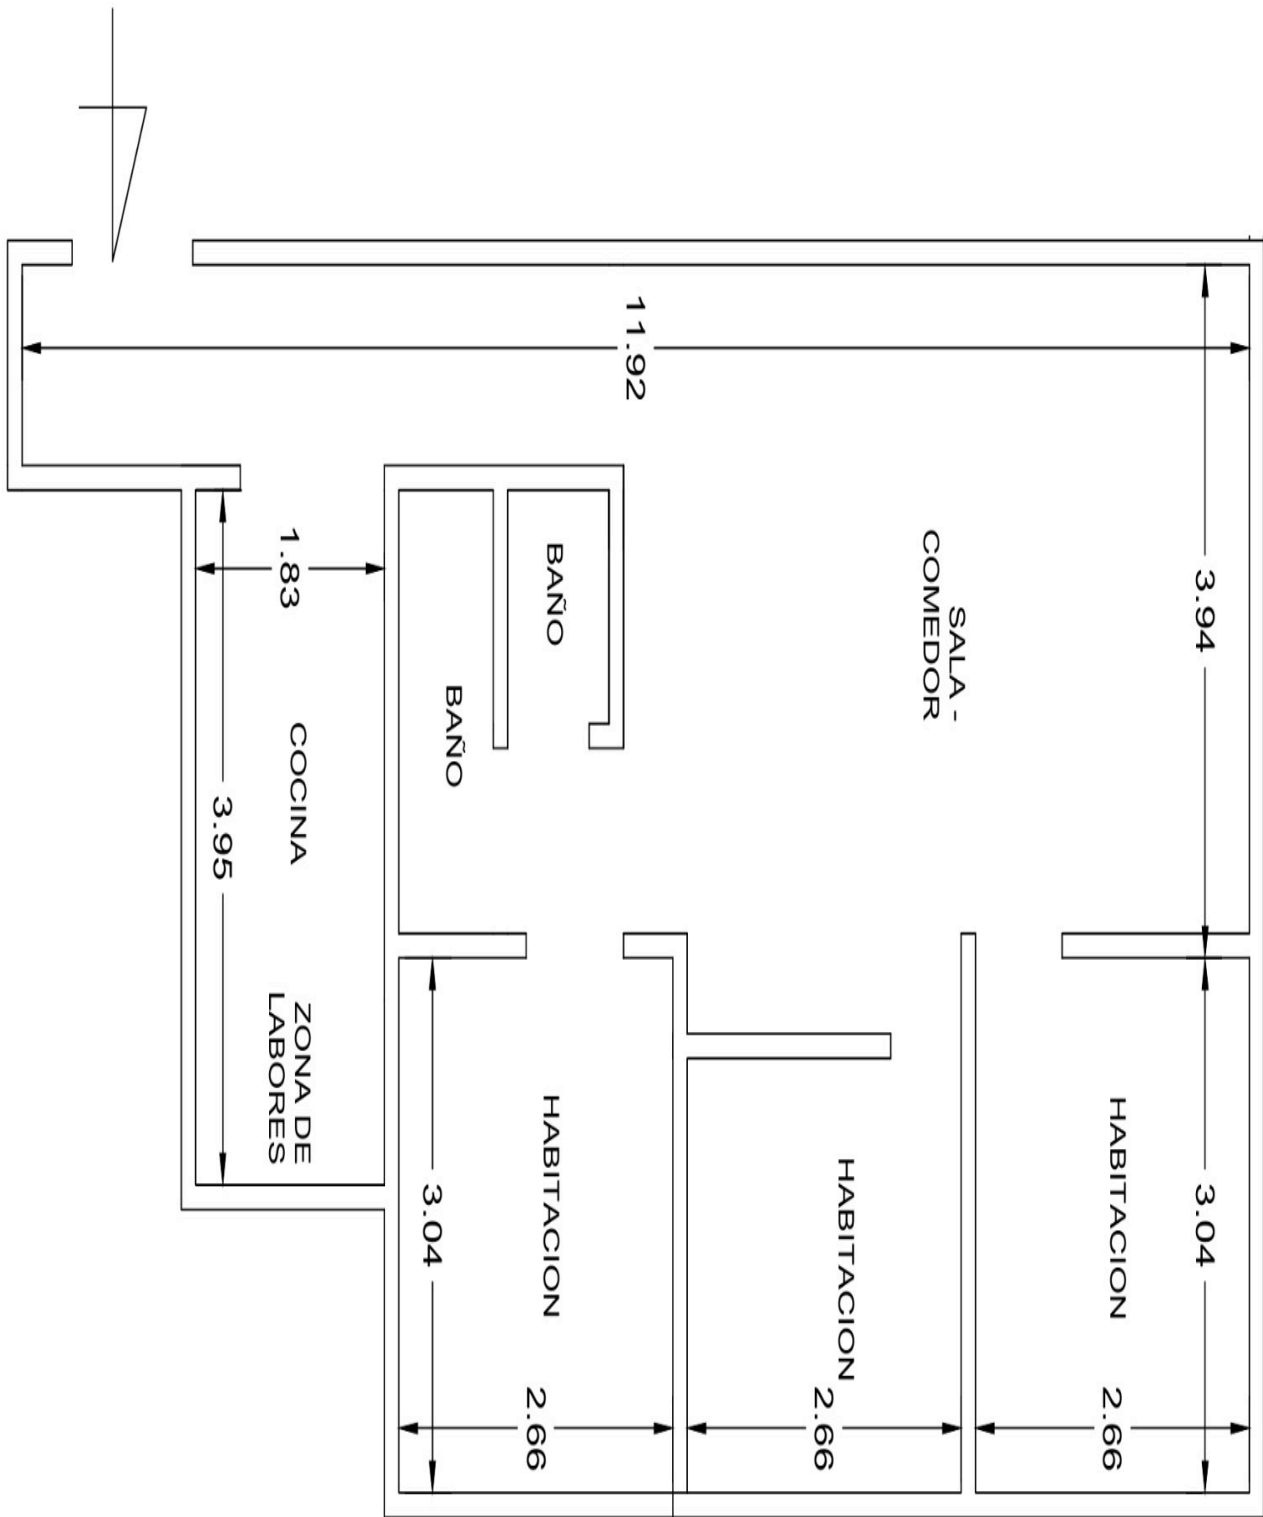 11.92
3.94
SALA -
COMEDOR
BAÑO
BAÑO
1.83
COCINA
3.95
ZONA DE
LABORES
HABITACION
3.04
2.66
HABITACION
2.66
HABITACION
3.04
2.66